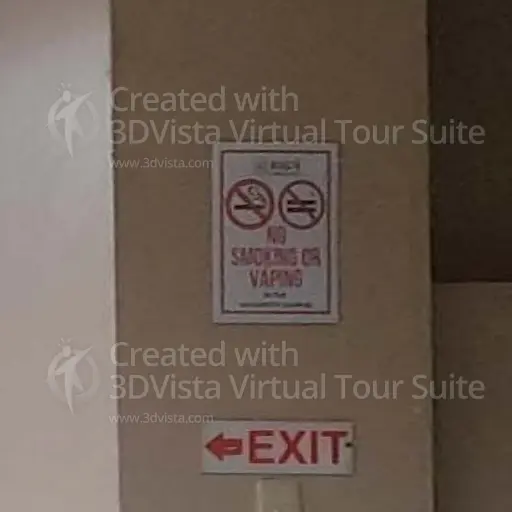 Created with
3DVista Virtual Tour Suite
www.3dvista.com
NO
SMOKING OR
VAPING
Created with
3DVista Virtual Tour Suite
www.3dvista.com
EXIT